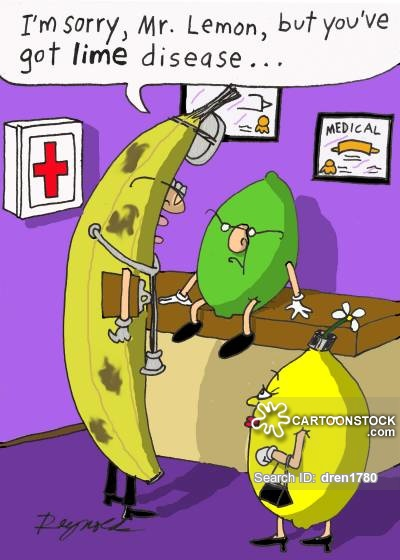 I'm sorry, Mr. Lemon, but you've
got lime disease...
MEDICAL
CARTOONSTOCK
.com
Search ID: dren1780
Reynolds